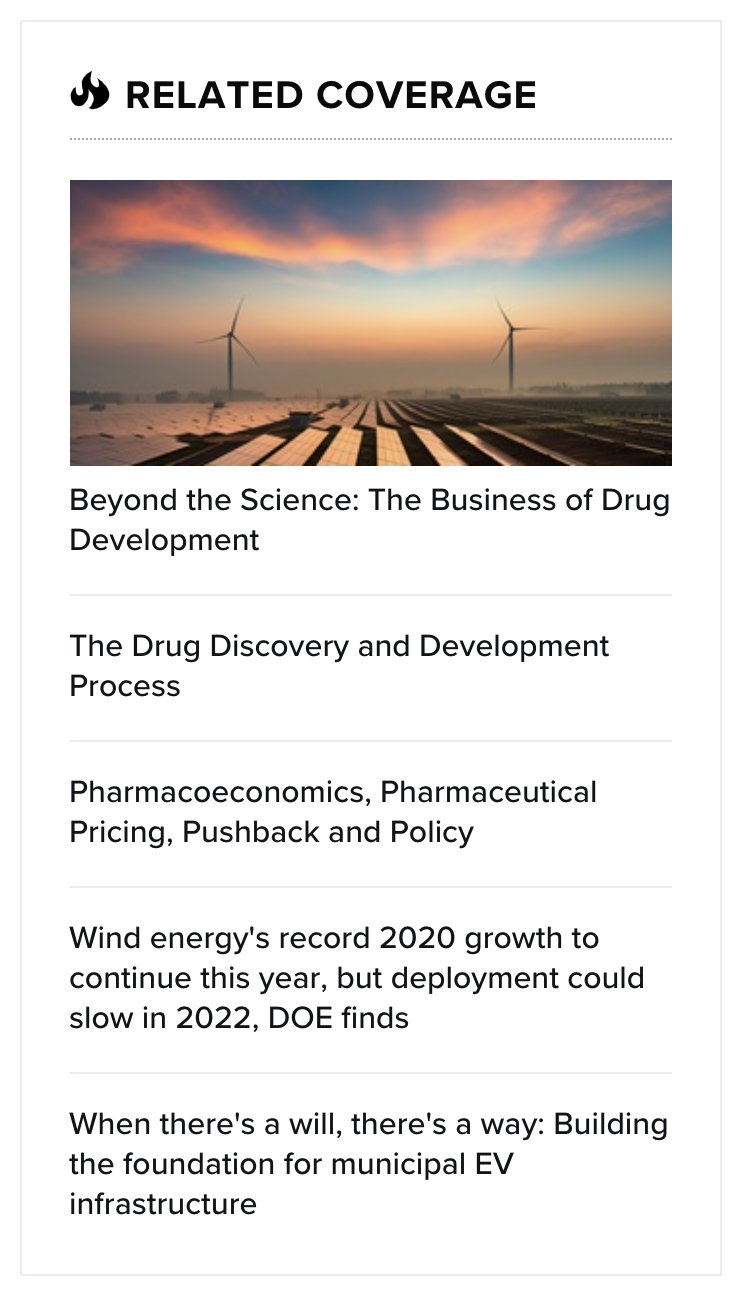 RELATED COVERAGE
Beyond the Science: The Business of Drug
Development
The Drug Discovery and Development
Process
Pharmacoeconomics, Pharmaceutical
Pricing, Pushback and Policy
Wind energy's record 2020 growth to
continue this year, but deployment could
slow in 2022, DOE finds
When there's a will, there's a way: Building
the foundation for municipal EV
infrastructure